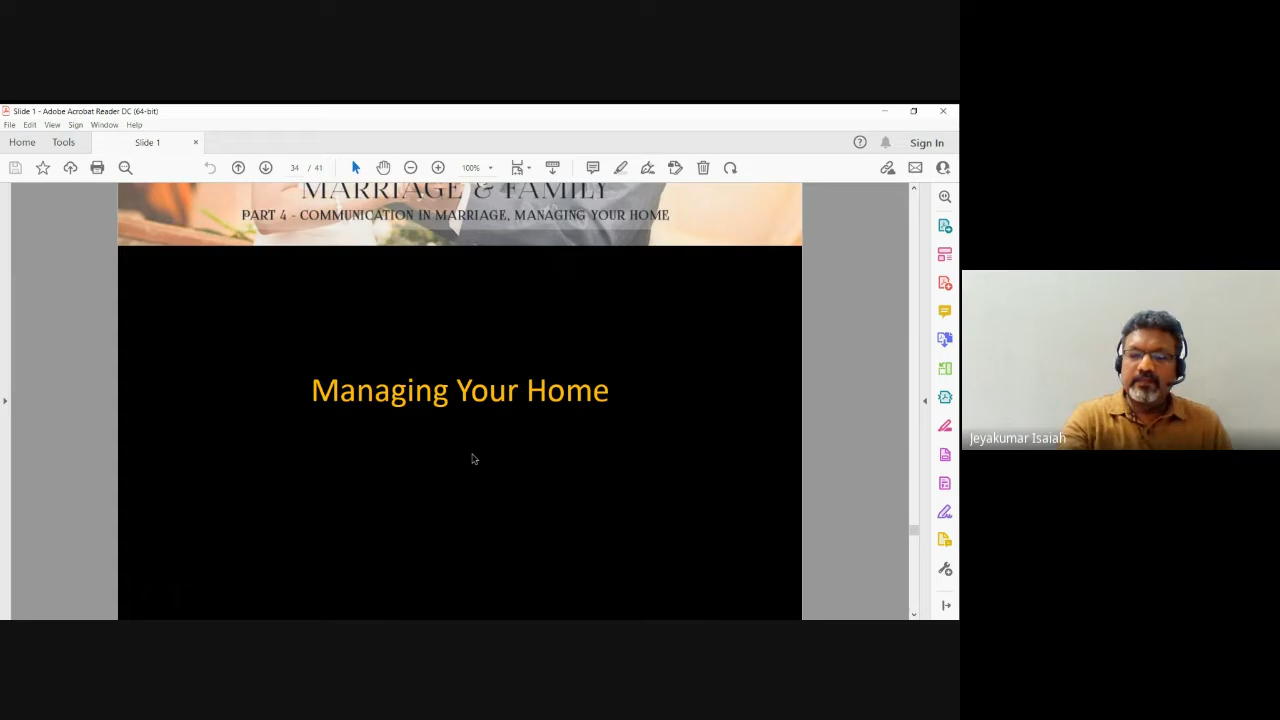 Slide 1 - Adobe Acrobat Reader DC (64-bit)
File Edit View Sign Window Help
Home Tools Slide 1 Sign In
34 / 41 100%
MARRIAGE & FAMILY
PART 4 - COMMUNICATION IN MARRIAGE, MANAGING YOUR HOME
Managing Your Home
Jeyakumar Isaiah